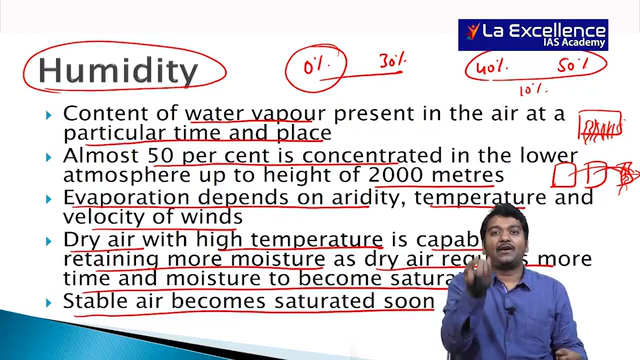 La Excellence
IAS Academy
0% 30% 40% 50%
10%
Humidity
Content of water vapour present in the air at a
particular time and place
Almost 50 per cent is concentrated in the lower
atmosphere up to height of 2000 metres
Evaporation depends on aridity, temperature and
velocity of winds
Dry air with high temperature is
retaining more moisture as dry air more
time and moisture to become
Stable air becomes saturated soon